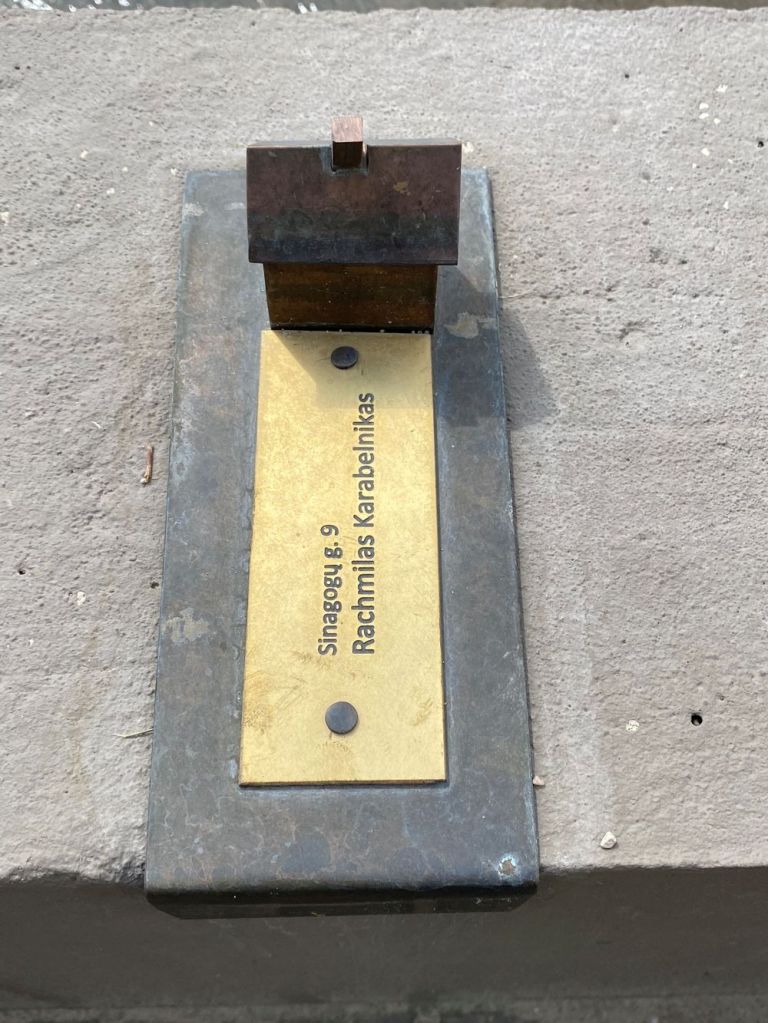 Sinagogų g. 9
Rachmilas Karabelnikas